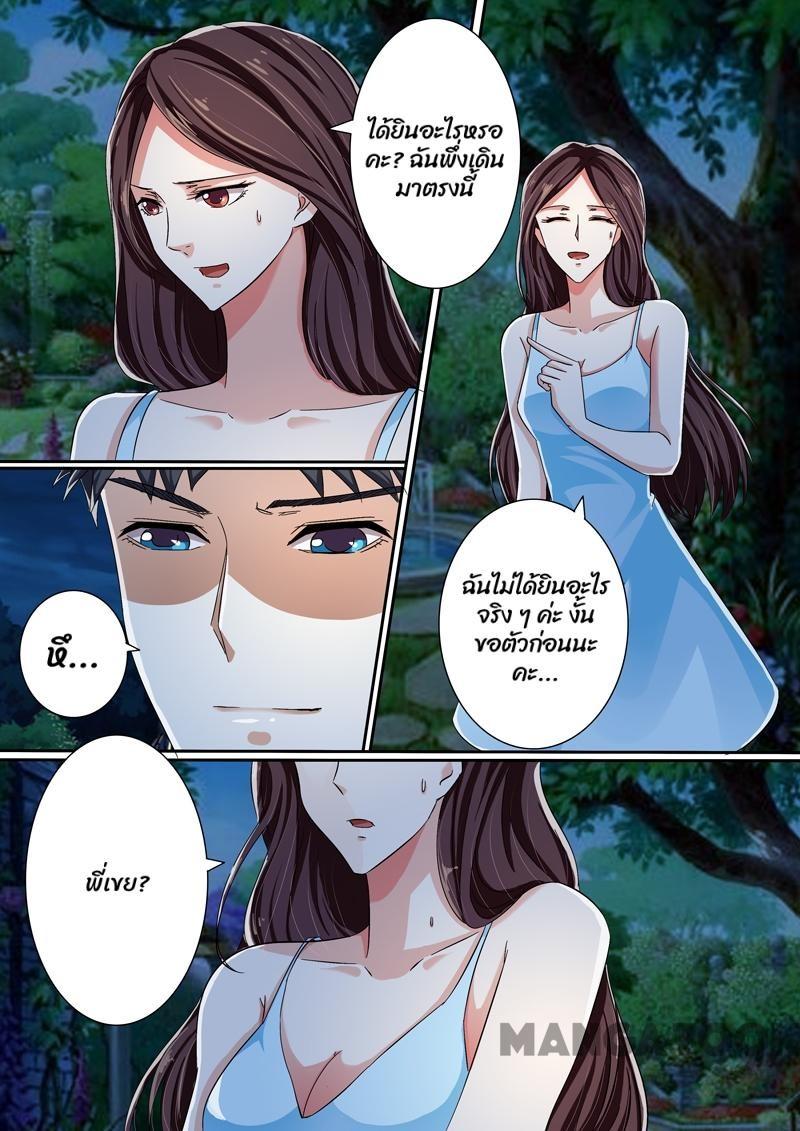 ได้ยินอะไรหรอ
คะ? ฉันพึ่งเดิน
มาตรงนี้
ฉันไม่ได้ยินอะไร
จริง ๆ ค่ะ งั้น
ขอตัวก่อนนะ
คะ...
หึ...
พี่เขย?
MANGATOON